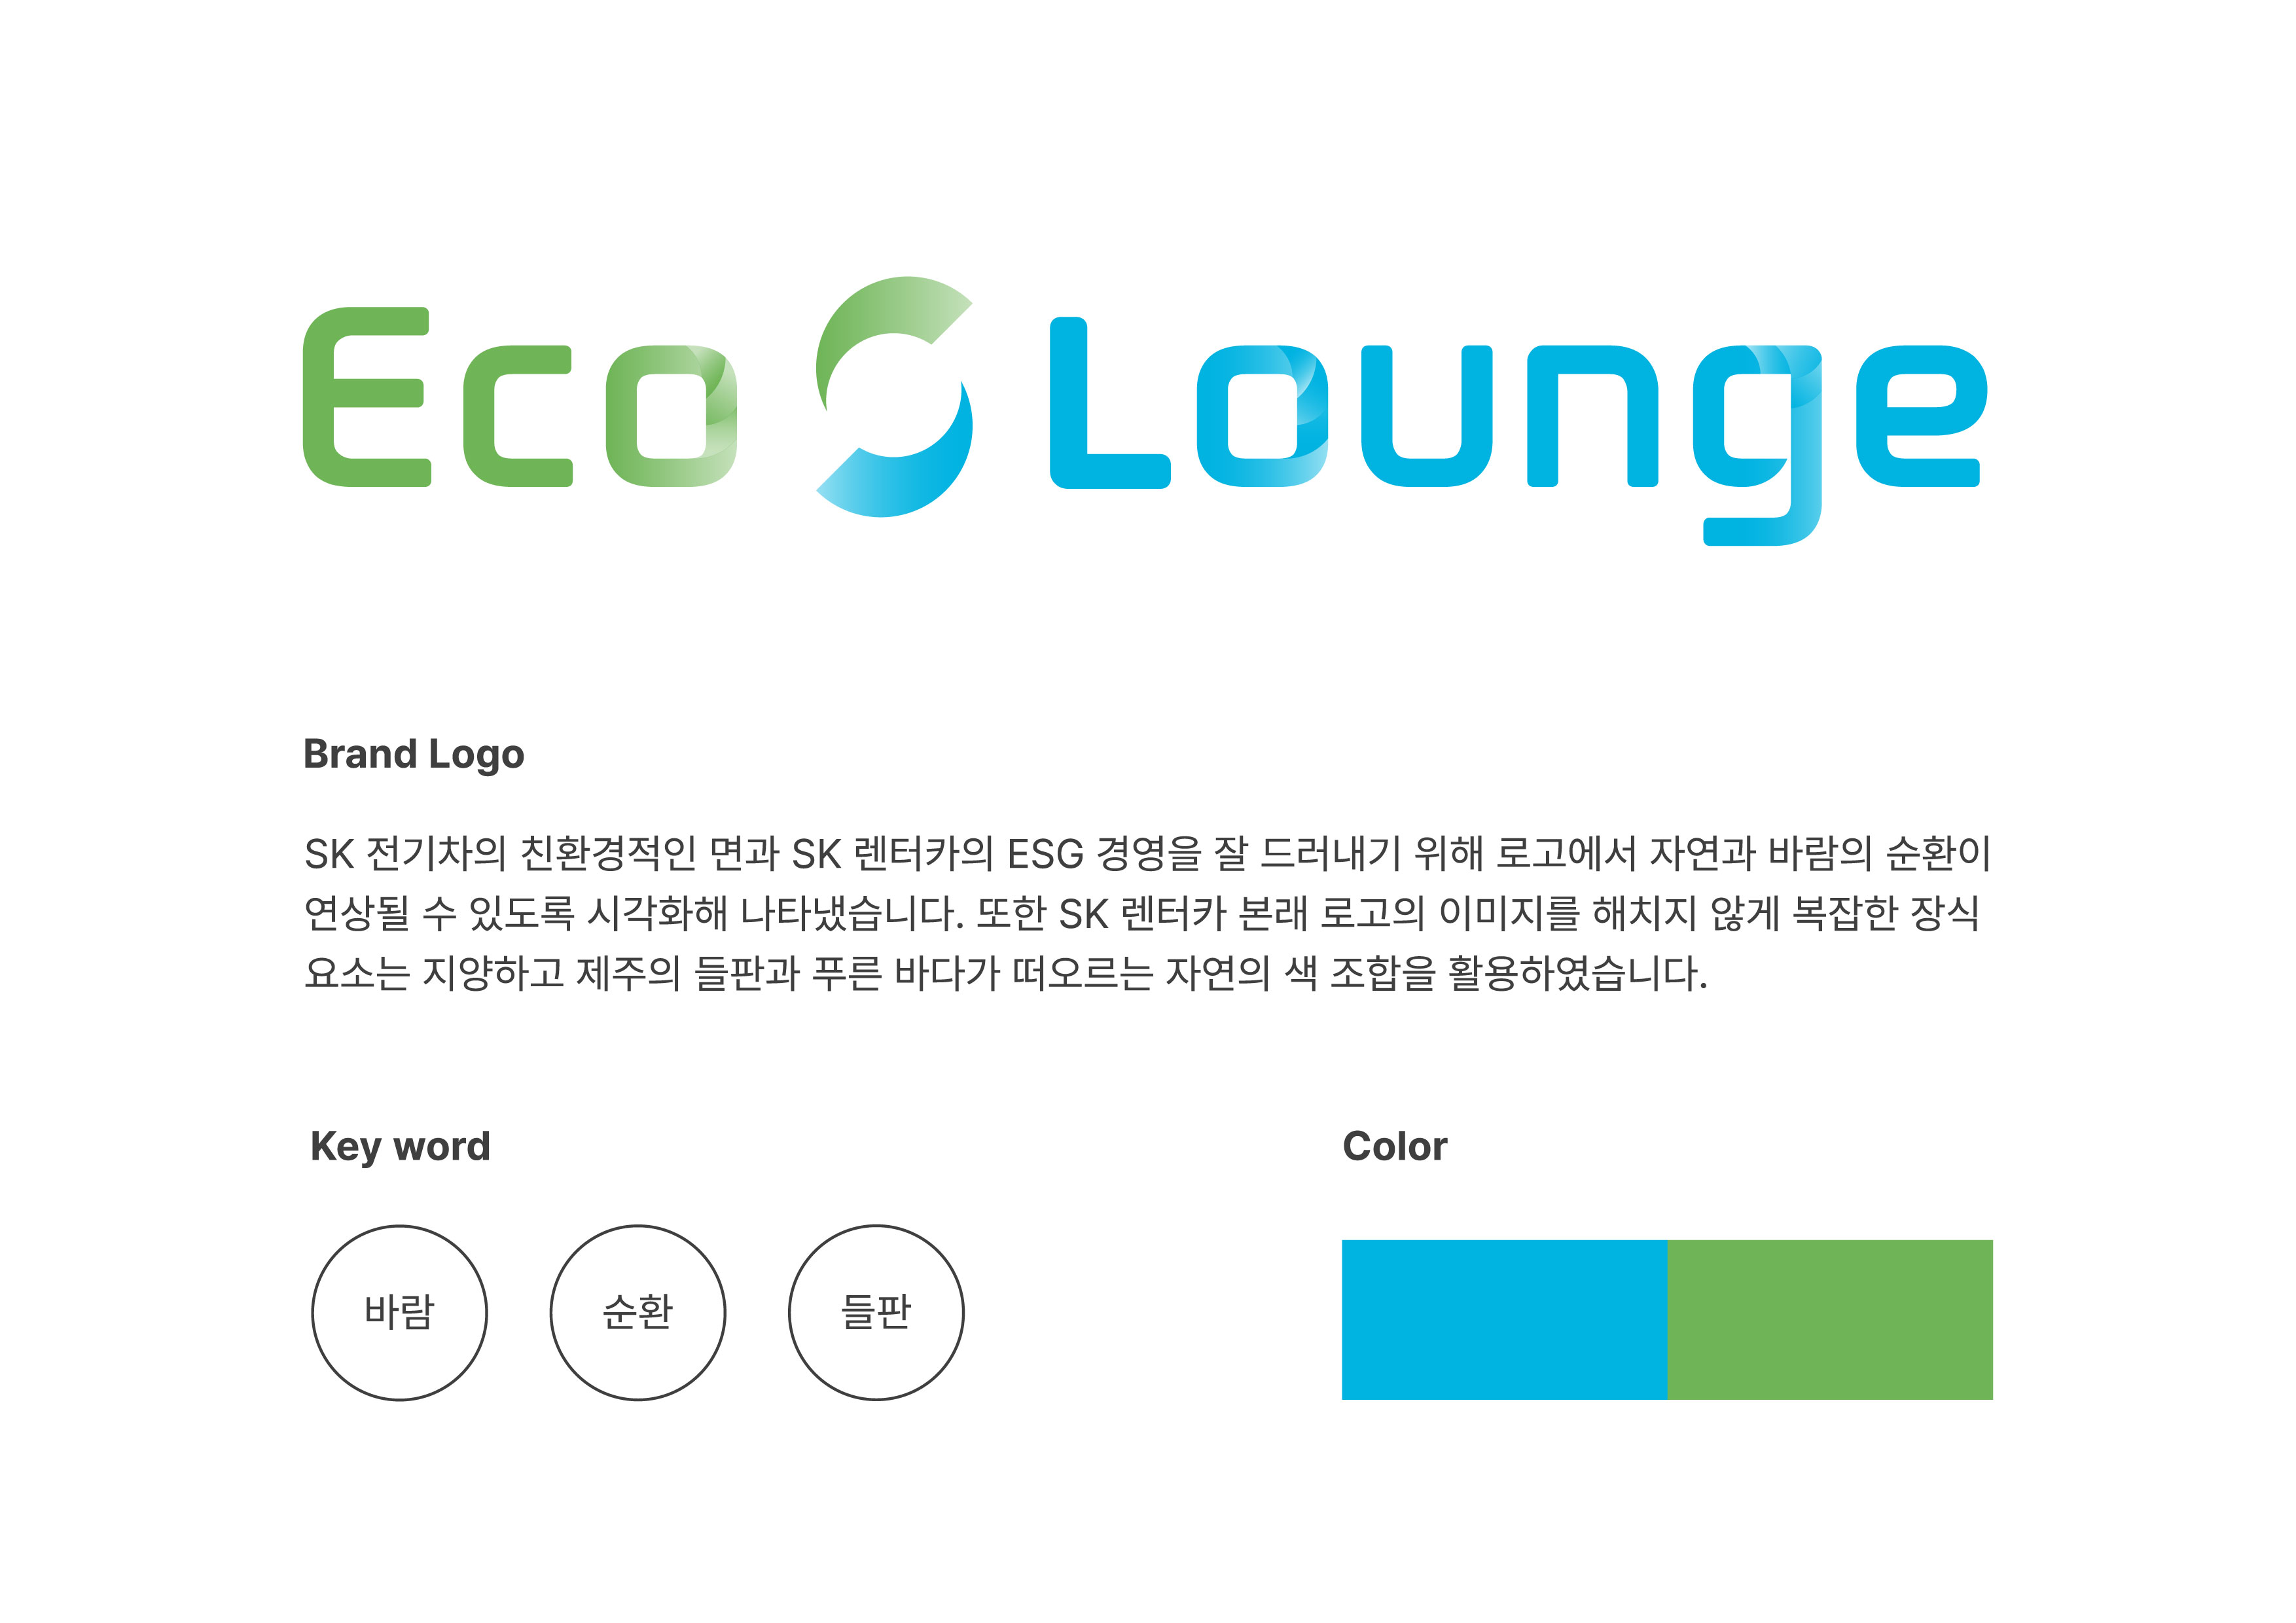 Eco S Lounge
Brand Logo
SK 전기차의 친환경적인 면과 SK 렌터카의 ESG 경영을 잘 드러내기 위해 로고에서 자연과 바람의 순환이
연상될 수 있도록 시각화해 나타냈습니다. 또한 SK 렌터카 본래 로고의 이미지를 해치지 않게 복잡한 장식
요소는 지양하고 제주의 들판과 푸른 바다가 떠오르는 자연의 색 조합을 활용하였습니다.
Key word
Color
바람 순환 들판